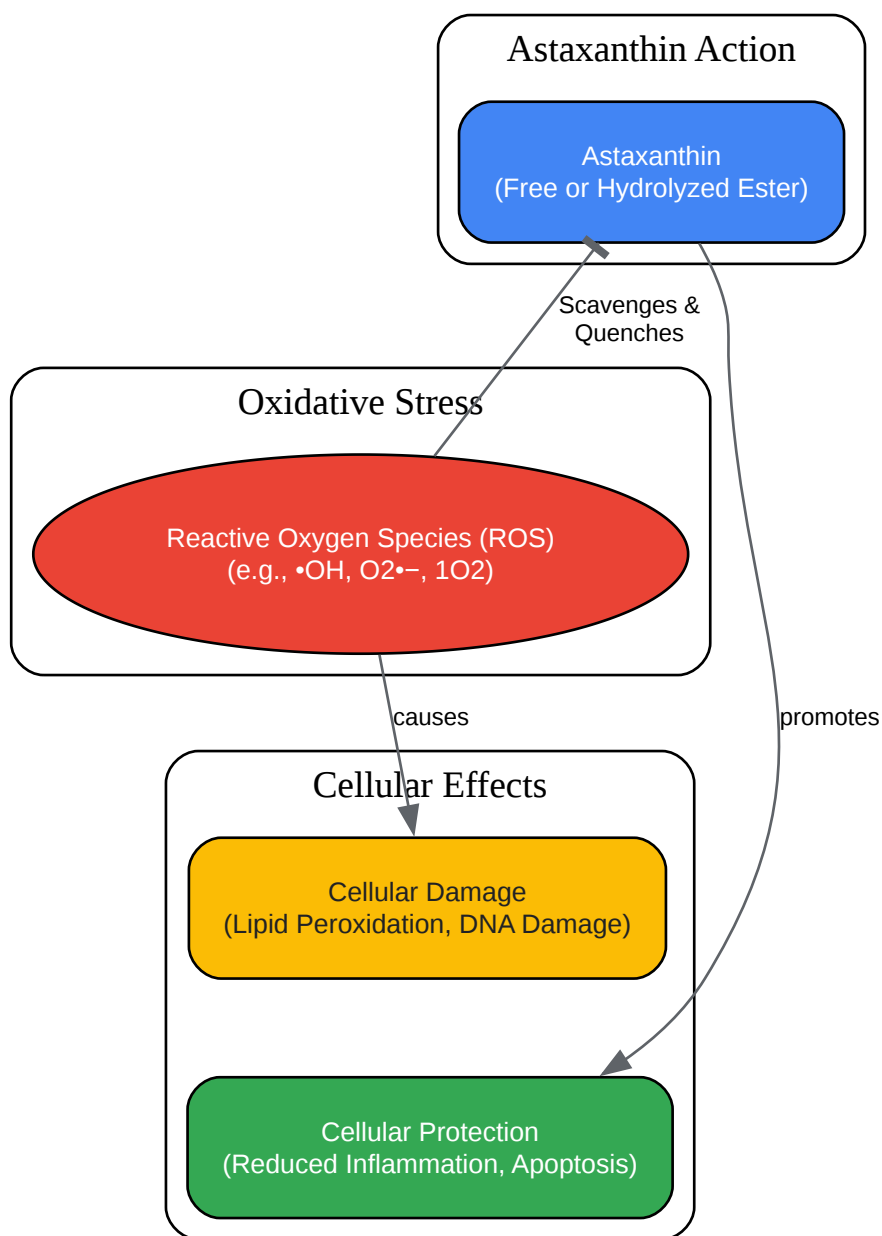 Astaxanthin Action
Astaxanthin
(Free or Hydrolyzed Ester)
Scavenges &
Quenches
Oxidative Stress
Reactive Oxygen Species (ROS)
(e.g., •OH, O2•−, 1O2)
causes
promotes
Cellular Effects
Cellular Damage
(Lipid Peroxidation, DNA Damage)
Cellular Protection
(Reduced Inflammation, Apoptosis)